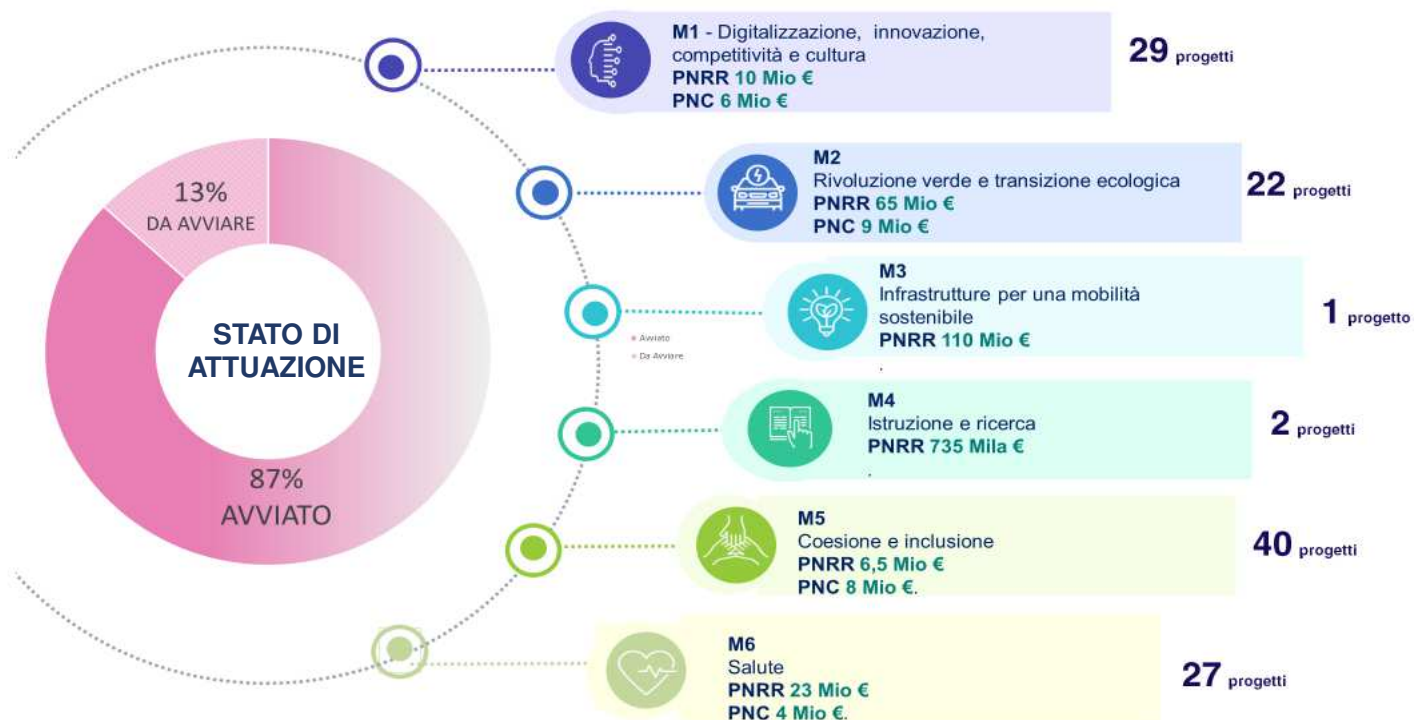 M1 - Digitalizzazione, innovazione,
competitività e cultura
PNRR 10 Mio €
PNC 6 Mio €
29 progetti
M2
Rivoluzione verde e transizione ecologica
PNRR 65 Mio €
PNC 9 Mio €
22 progetti
13%
DA AVVIARE
M3
Infrastrutture per una mobilità
sostenibile
PNRR 110 Mio €
.
1 progetto
STATO DI
ATTUAZIONE
Avviato
Da Avviare
M4
Istruzione e ricerca
PNRR 735 Mila €
.
2 progetti
87%
AVVIATO
M5
Coesione e inclusione
PNRR 6,5 Mio €
PNC 8 Mio €.
40 progetti
M6
Salute
PNRR 23 Mio €
PNC 4 Mio €.
27 progetti